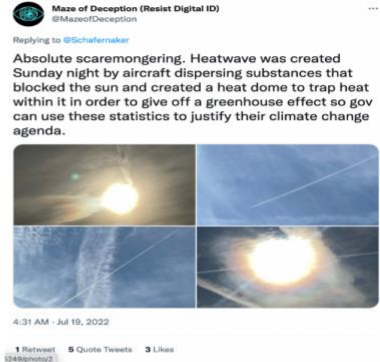 Maze of Deception (Resist Digital ID)
@MazeofDeception
Replying to @Schafernaker
Absolute scaremongering. Heatwave was created
Sunday night by aircraft dispersing substances that
blocked the sun and created a heat dome to trap heat
within it in order to give off a greenhouse effect so gov
can use these statistics to justify their climate change
agenda.
4:31 AM · Jul 19, 2022
1 Retweet 5 Quote Tweets 3 Likes
5249/photo/2